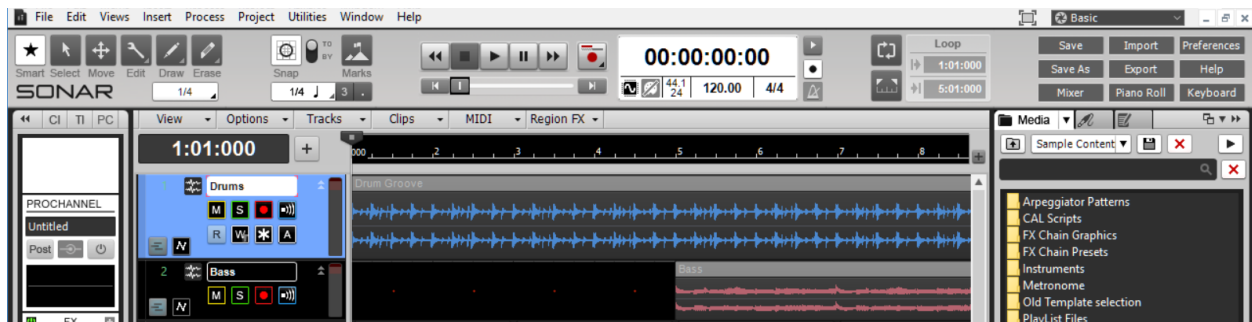 File Edit Views Insert Process Project Utilities Window Help
Basic
Smart Select Move Edit Draw Erase Snap Marks
TO
BY
SONAR
1/4
1/4 3 .
00:00:00:00
44.1
24
120.00 4/4
Loop
1:01:000
5:01:000
Save Import Preferences
Save As Export Help
Mixer Piano Roll Keyboard
CI TI PC
View Options Tracks Clips MIDI Region FX
Media
1:01:000 +
000 2 3 4 5 6 7 8
Sample Content
PROCHANNEL
Untitled
Post
1 Drums
M S
R W * A
Drum Groove
2 Bass
M S
Bass
Arpeggiator Patterns
CAL Scripts
FX Chain Graphics
FX Chain Presets
Instruments
Metronome
Old Template selection
PlayList Files
FX